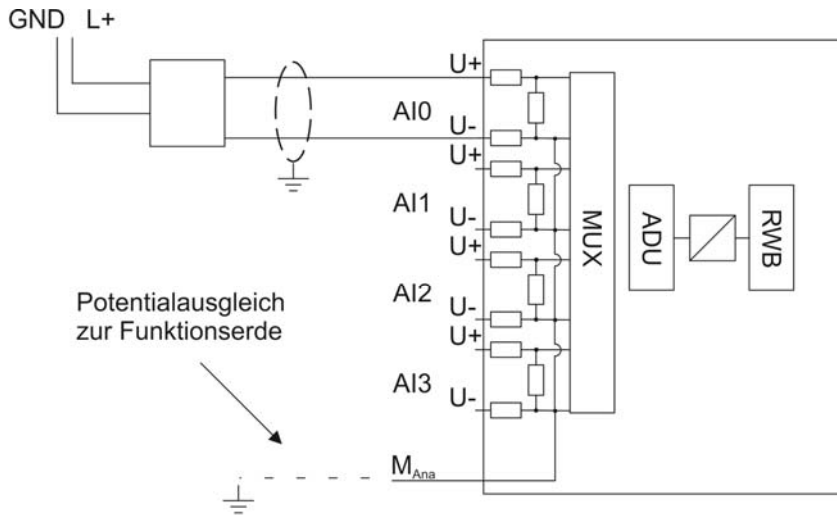 GND L+
U+
AI0
U-
U+
AI1
U-
U+
AI2
U-
U+
AI3
U-
MUX
ADU
RWB
Potentialausgleich
zur Funktionserde
MAna